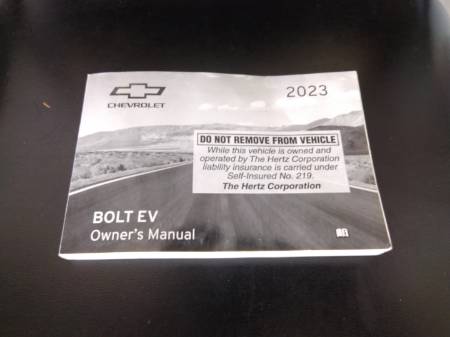 CHEVROLET
2023
DO NOT REMOVE FROM VEHICLE
While this vehicle is owned and
operated by The Hertz Corporation
liability insurance is carried under
Self-Insured No. 219.
The Hertz Corporation
BOLT EV
Owner's Manual